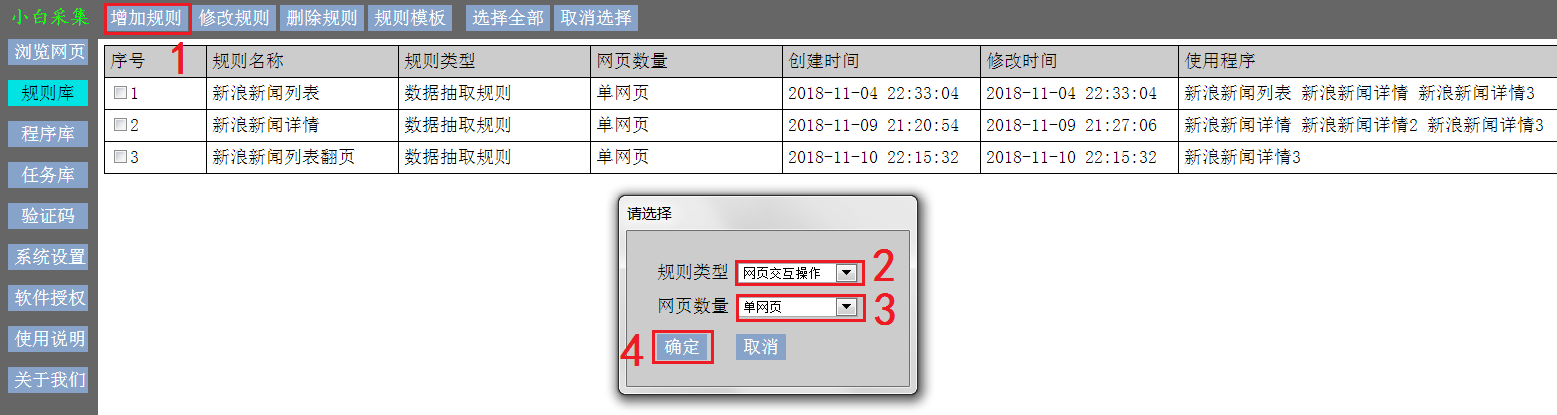 小白采集 增加规则 修改规则 删除规则 规则模板 选择全部 取消选择
1
浏览网页
规则库
程序库
任务库
验证码
系统设置
软件授权
使用说明
关于我们
序号 规则名称 规则类型 网页数量 创建时间 修改时间 使用程序
1 新浪新闻列表 数据抽取规则 单网页 2018-11-04 22:33:04 2018-11-04 22:33:04 新浪新闻列表 新浪新闻详情 新浪新闻详情3
2 新浪新闻详情 数据抽取规则 单网页 2018-11-09 21:20:54 2018-11-09 21:27:06 新浪新闻详情 新浪新闻详情2 新浪新闻详情3
3 新浪新闻列表翻页 数据抽取规则 单网页 2018-11-10 22:15:32 2018-11-10 22:15:32 新浪新闻详情3
请选择
规则类型 网页交互操作 2
网页数量 单网页 3
4 确定 取消